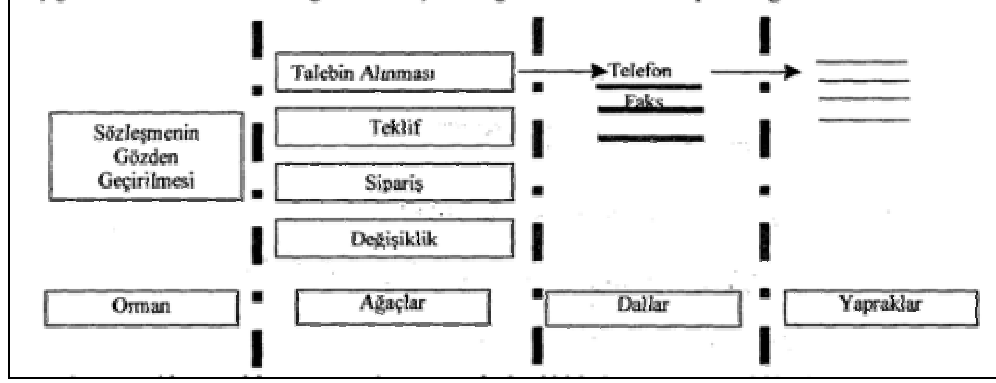 Talebin Alınması
Telefon
Faks
Teklif
Sözleşmenin
Gözden
Geçirilmesi
Sipariş
Değişiklik
Orman
Ağaçlar
Dallar
Yapraklar